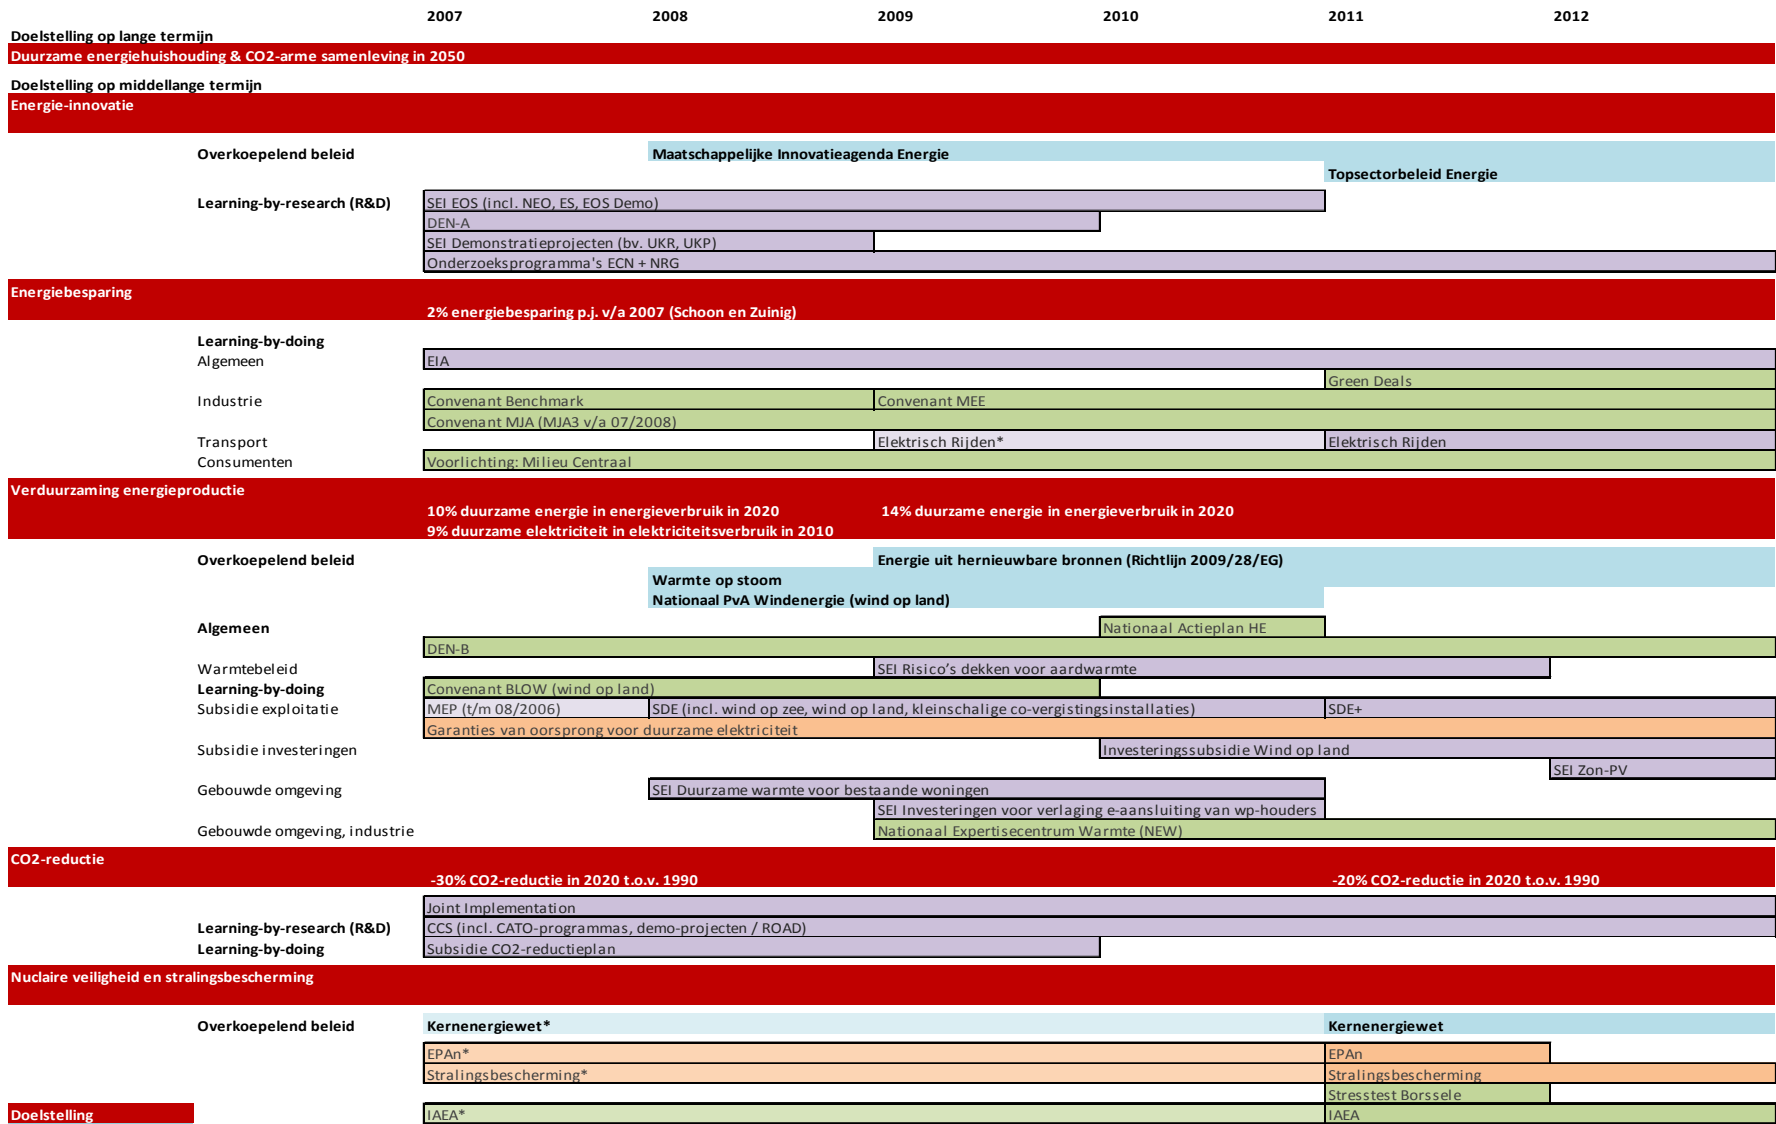 2007 2008 2009 2010 2011 2012
Doelstelling op lange termijn
Duurzame energiehuishouding & CO2-arme samenleving in 2050
Doelstelling op middellange termijn
Energie-innovatie
Overkoepelend beleid Maatschappelijke Innovatieagenda Energie
Topsectorbeleid Energie
Learning-by-research (R&D) SEI EOS (incl. NEO, ES, EOS Demo)
DEN-A
SEI Demonstratieprojecten (bv. UKR, UKP)
Onderzoeksprogramma's ECN + NRG
Energiebesparing
2% energiebesparing p.j. v/a 2007 (Schoon en Zuinig)
Learning-by-doing
Algemeen EIA
Green Deals
Industrie Convenant Benchmark Convenant MEE
Convenant MJA (MJA3 v/a 07/2008)
Transport Elektrisch Rijden* Elektrisch Rijden
Consumenten Voorlichting: Milieu Centraal
Verduurzaming energieproductie
10% duurzame energie in energieverbruik in 2020 14% duurzame energie in energieverbruik in 2020
9% duurzame elektriciteit in elektriciteitsverbruik in 2010
Overkoepelend beleid Energie uit hernieuwbare bronnen (Richtlijn 2009/28/EG)
Warmte op stoom
Nationaal PvA Windenergie (wind op land)
Algemeen Nationaal Actieplan HE
DEN-B
Warmtebeleid SEI Risico’s dekken voor aardwarmte
Learning-by-doing Convenant BLOW (wind op land)
Subsidie exploitatie MEP (t/m 08/2006) SDE (incl. wind op zee, wind op land, kleinschalige co-vergistingsinstallaties) SDE+
Garanties van oorsprong voor duurzame elektriciteit
Subsidie investeringen Investeringssubsidie Wind op land
SEI Zon-PV
Gebouwde omgeving SEI Duurzame warmte voor bestaande woningen
SEI Investeringen voor verlaging e-aansluiting van wp-houders
Gebouwde omgeving, industrie Nationaal Expertisecentrum Warmte (NEW)
CO2-reductie
-30% CO2-reductie in 2020 t.o.v. 1990 -20% CO2-reductie in 2020 t.o.v. 1990
Joint Implementation
Learning-by-research (R&D) CCS (incl. CATO-programmas, demo-projecten / ROAD)
Learning-by-doing Subsidie CO2-reductieplan
Nuclaire veiligheid en stralingsbescherming
Overkoepelend beleid Kernenergiewet* Kernenergiewet
EPAn* EPAn
Stralingsbescherming* Stralingsbescherming
Stresstest Borssele
Doelstelling IAEA* IAEA